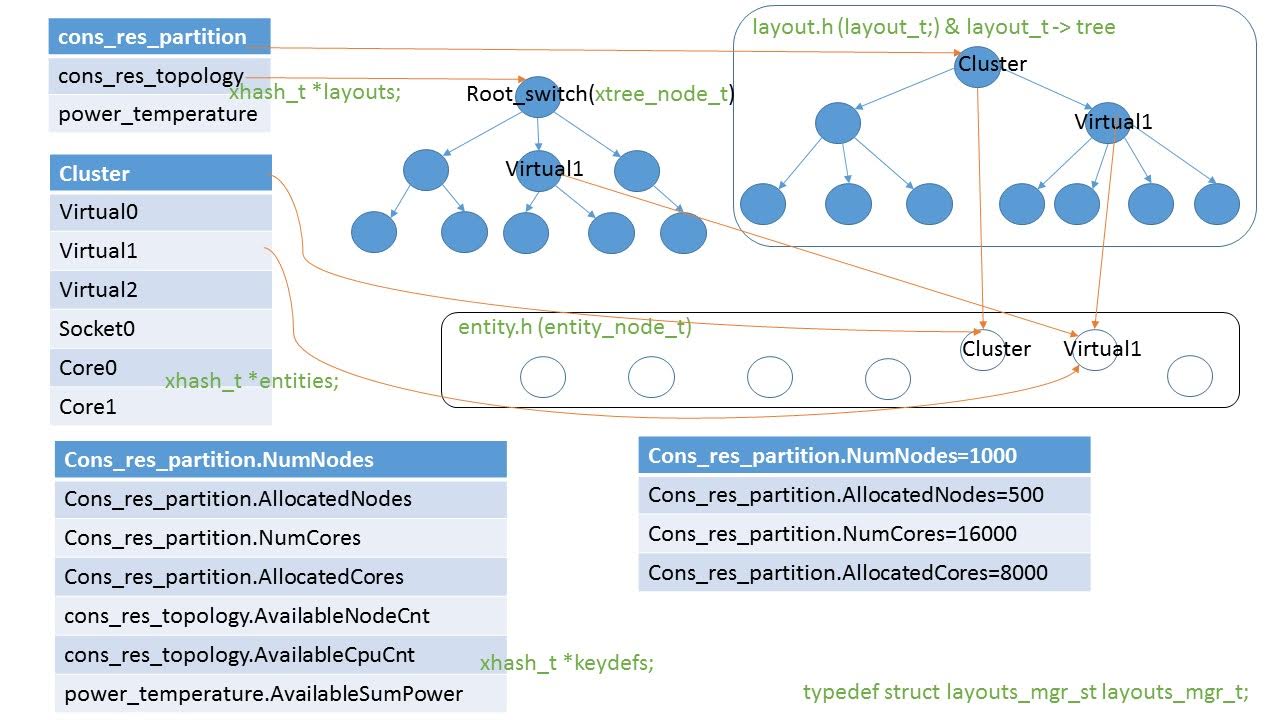 cons_res_partition
cons_res_topology
power_temperature
xhash_t *layouts;
Root_switch(xtree_node_t)
Virtual1
layout.h (layout_t;) & layout_t -> tree
Cluster
Virtual1
Cluster
Virtual0
Virtual1
Virtual2
Socket0
Core0
Core1
xhash_t *entities;
entity.h (entity_node_t)
Cluster
Virtual1
Cons_res_partition.NumNodes
Cons_res_partition.AllocatedNodes
Cons_res_partition.NumCores
Cons_res_partition.AllocatedCores
cons_res_topology.AvailableNodeCnt
cons_res_topology.AvailableCpuCnt
power_temperature.AvailableSumPower
xhash_t *keydefs;
Cons_res_partition.NumNodes=1000
Cons_res_partition.AllocatedNodes=500
Cons_res_partition.NumCores=16000
Cons_res_partition.AllocatedCores=8000
typedef struct layouts_mgr_st layouts_mgr_t;